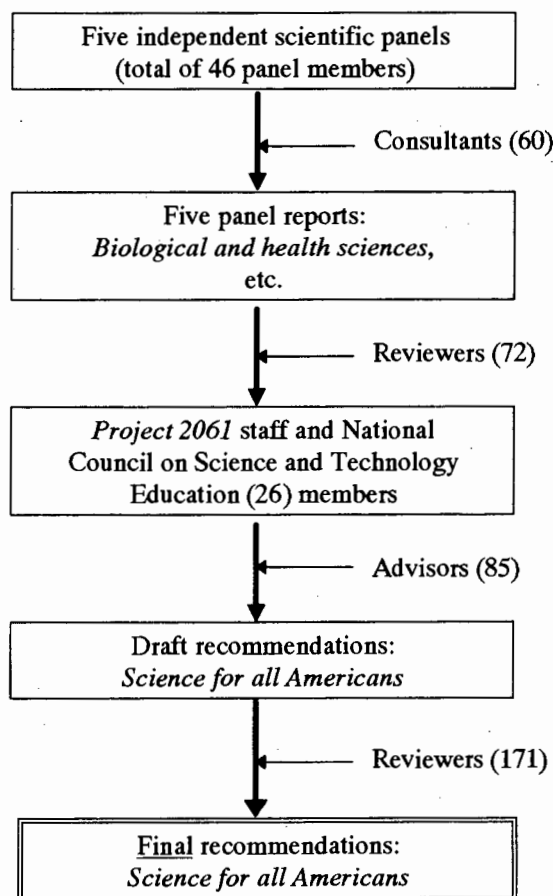 Five independent scientific panels
(total of 46 panel members)
Consultants (60)
Five panel reports:
Biological and health sciences,
etc.
Reviewers (72)
Project 2061 staff and National
Council on Science and Technology
Education (26) members
Advisors (85)
Draft recommendations:
Science for all Americans
Reviewers (171)
Final recommendations:
Science for all Americans